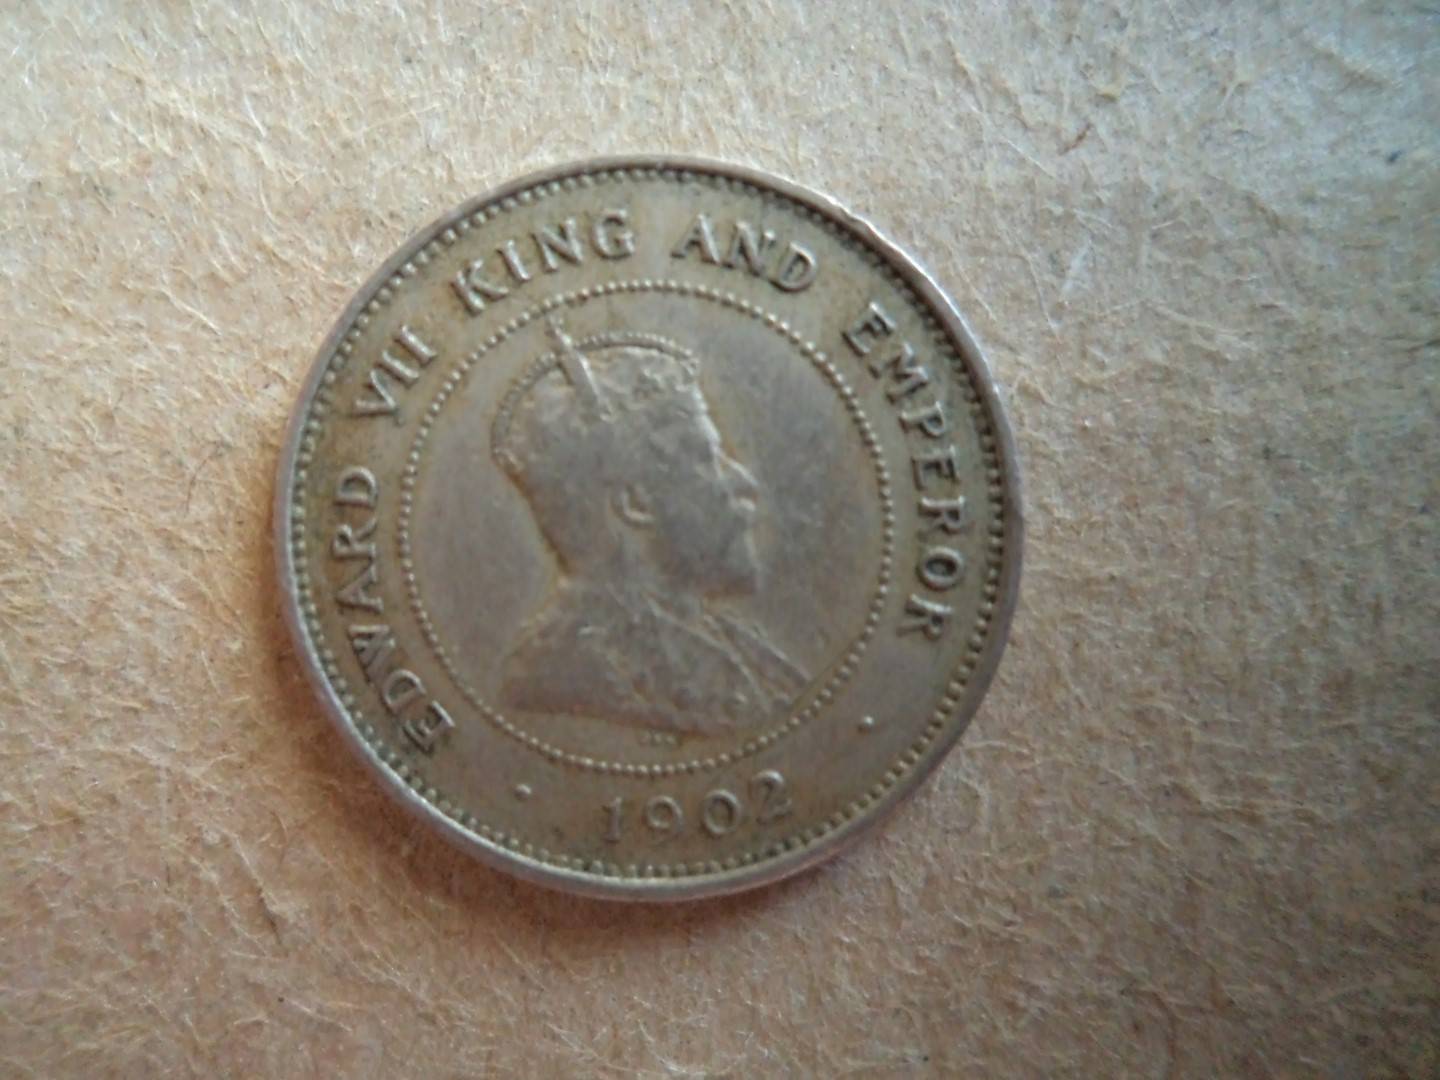 EDWARD VII KING AND EMPEROR
1902